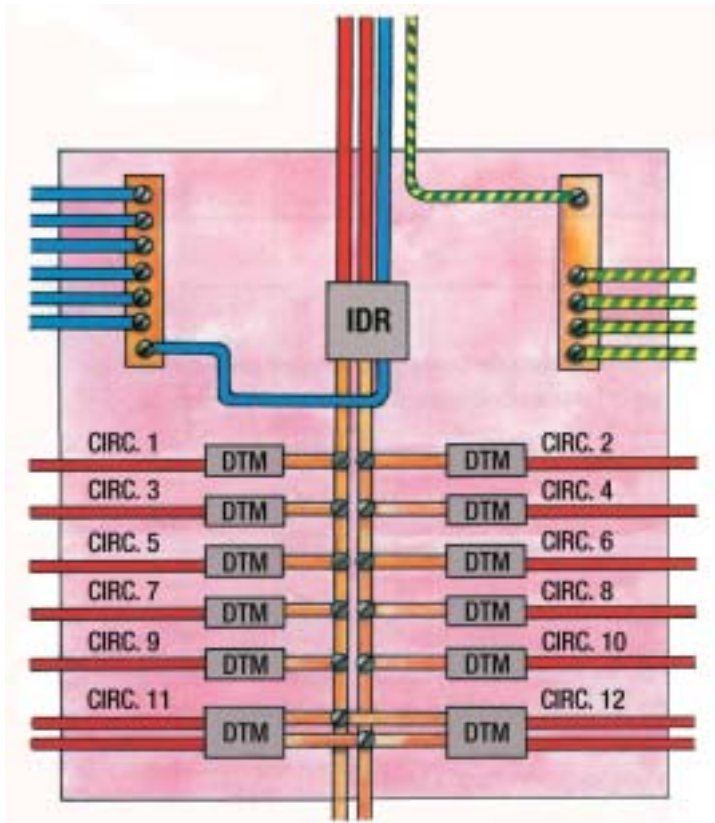 IDR
CIRC. 1
DTM
DTM
CIRC. 2
CIRC. 3
DTM
DTM
CIRC. 4
CIRC. 5
DTM
DTM
CIRC. 6
CIRC. 7
DTM
DTM
CIRC. 8
CIRC. 9
DTM
DTM
CIRC. 10
CIRC. 11
DTM
DTM
CIRC. 12